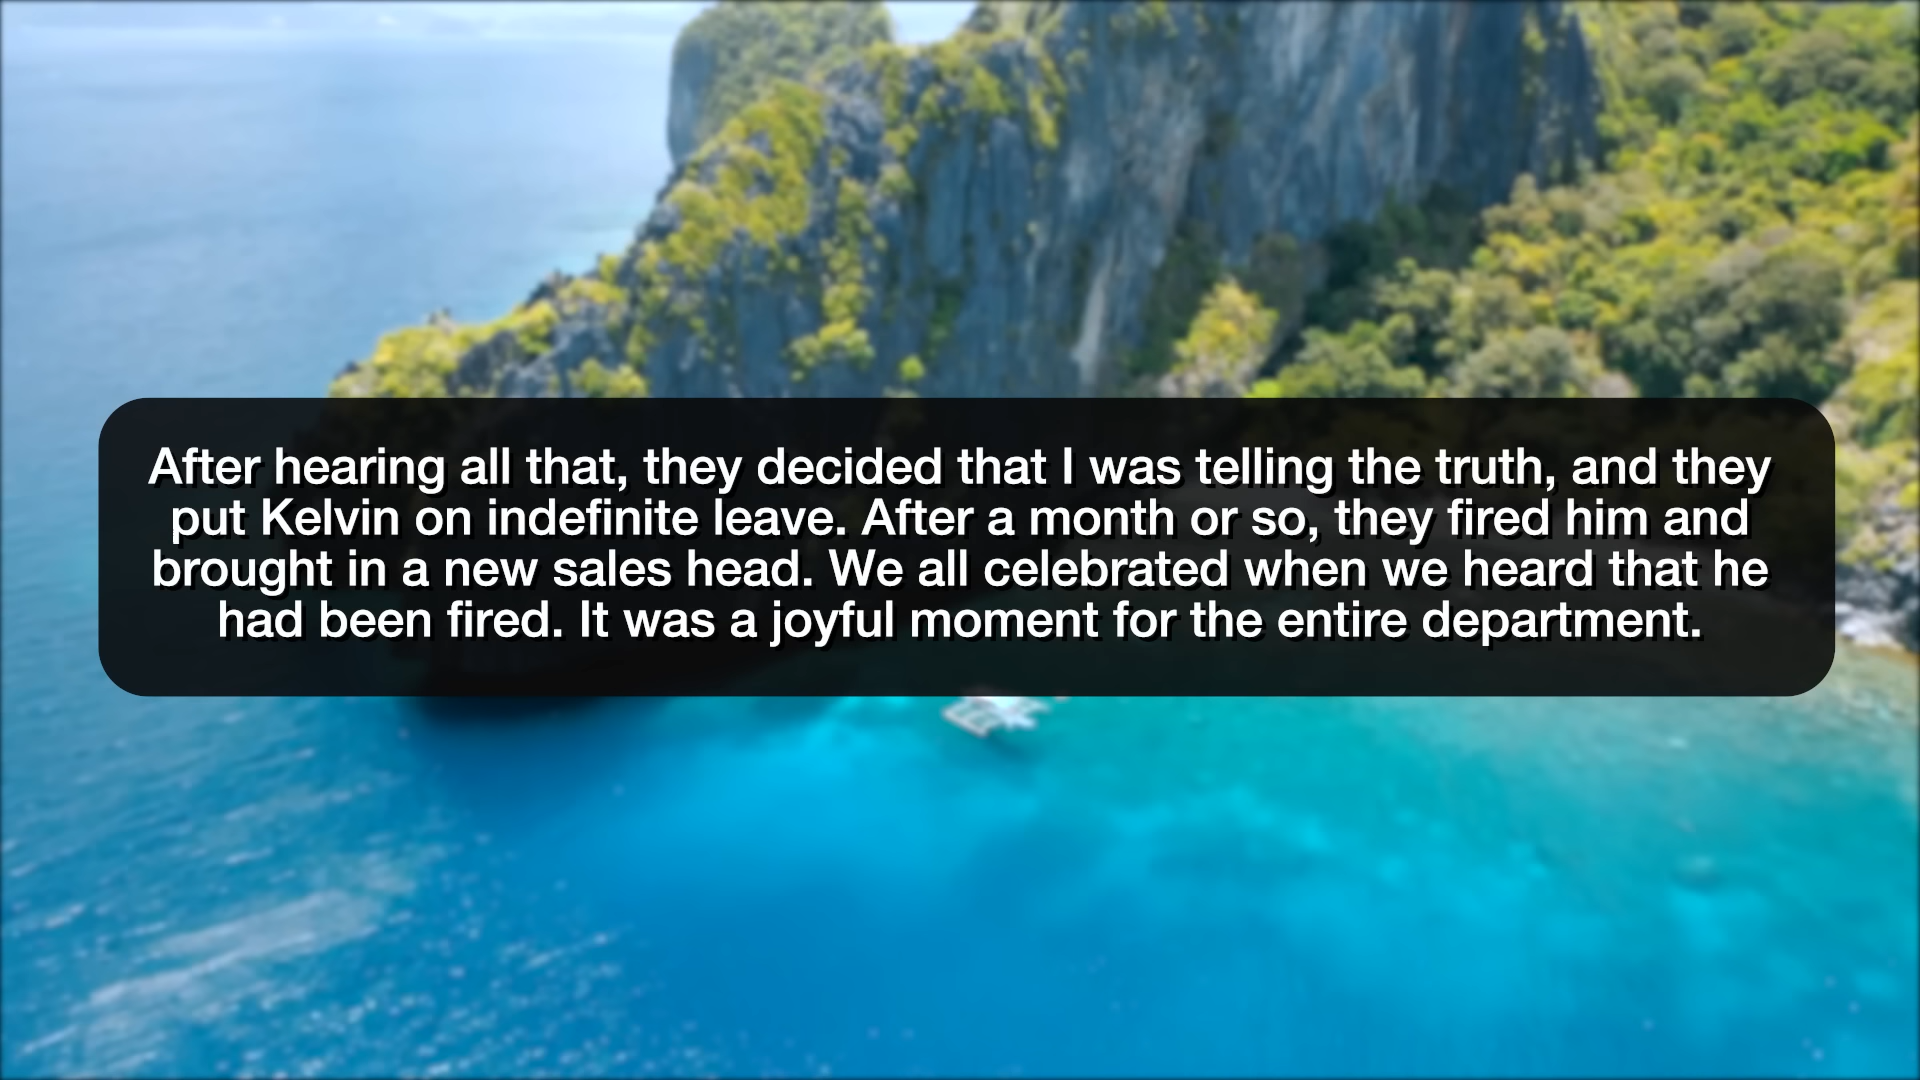 After hearing all that, they decided that I was telling the truth, and they
put Kelvin on indefinite leave. After a month or so, they fired him and
brought in a new sales head. We all celebrated when we heard that he
had been fired. It was a joyful moment for the entire department.